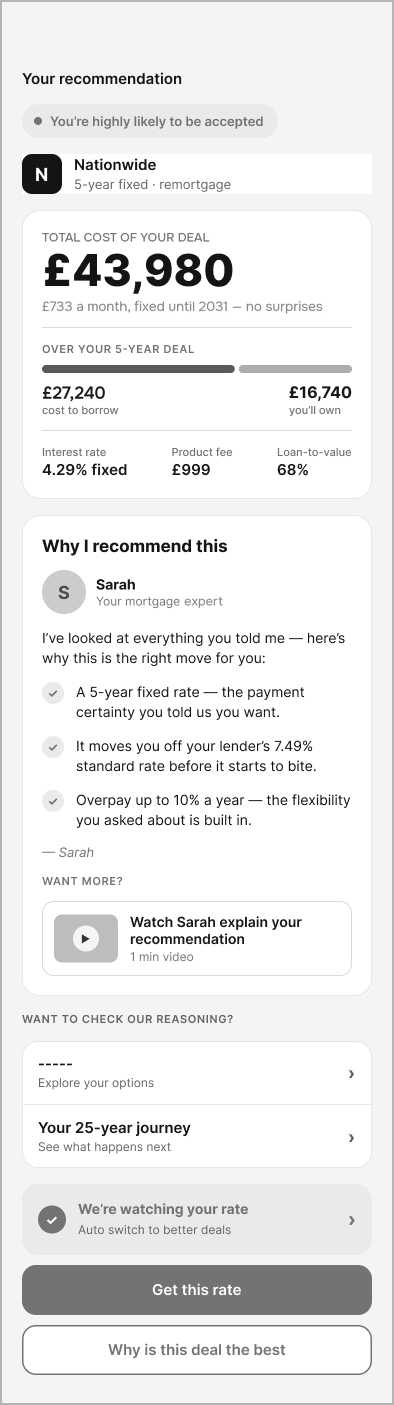 Your recommendation
You're highly likely to be accepted
N
Nationwide
5-year fixed · remortgage
TOTAL COST OF YOUR DEAL
£43,980
£733 a month, fixed until 2031 — no surprises
OVER YOUR 5-YEAR DEAL
£27,240 £16,740
cost to borrow you'll own
Interest rate Product fee Loan-to-value
4.29% fixed £999 68%
Why I recommend this
S
Sarah
Your mortgage expert
I've looked at everything you told me — here's
why this is the right move for you:
A 5-year fixed rate — the payment
certainty you told us you want.
It moves you off your lender's 7.49%
standard rate before it starts to bite.
Overpay up to 10% a year — the flexibility
you asked about is built in.
— Sarah
WANT MORE?
Watch Sarah explain your
recommendation
1 min video
WANT TO CHECK OUR REASONING?
-----
Explore your options
Your 25-year journey
See what happens next
We're watching your rate
Auto switch to better deals
Get this rate
Why is this deal the best